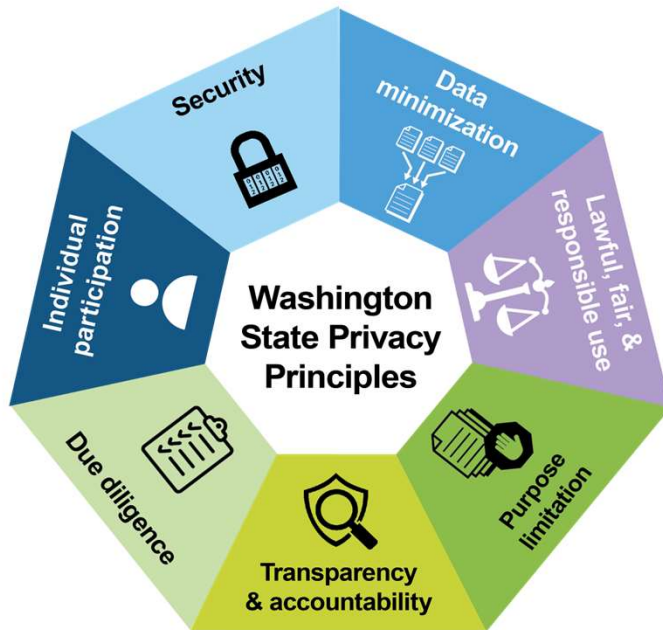 Security
Data
minimization
Lawful, fair, &
responsible use
Purpose
limitation
Transparency
& accountability
Due diligence
Individual
participation
Washington
State Privacy
Principles